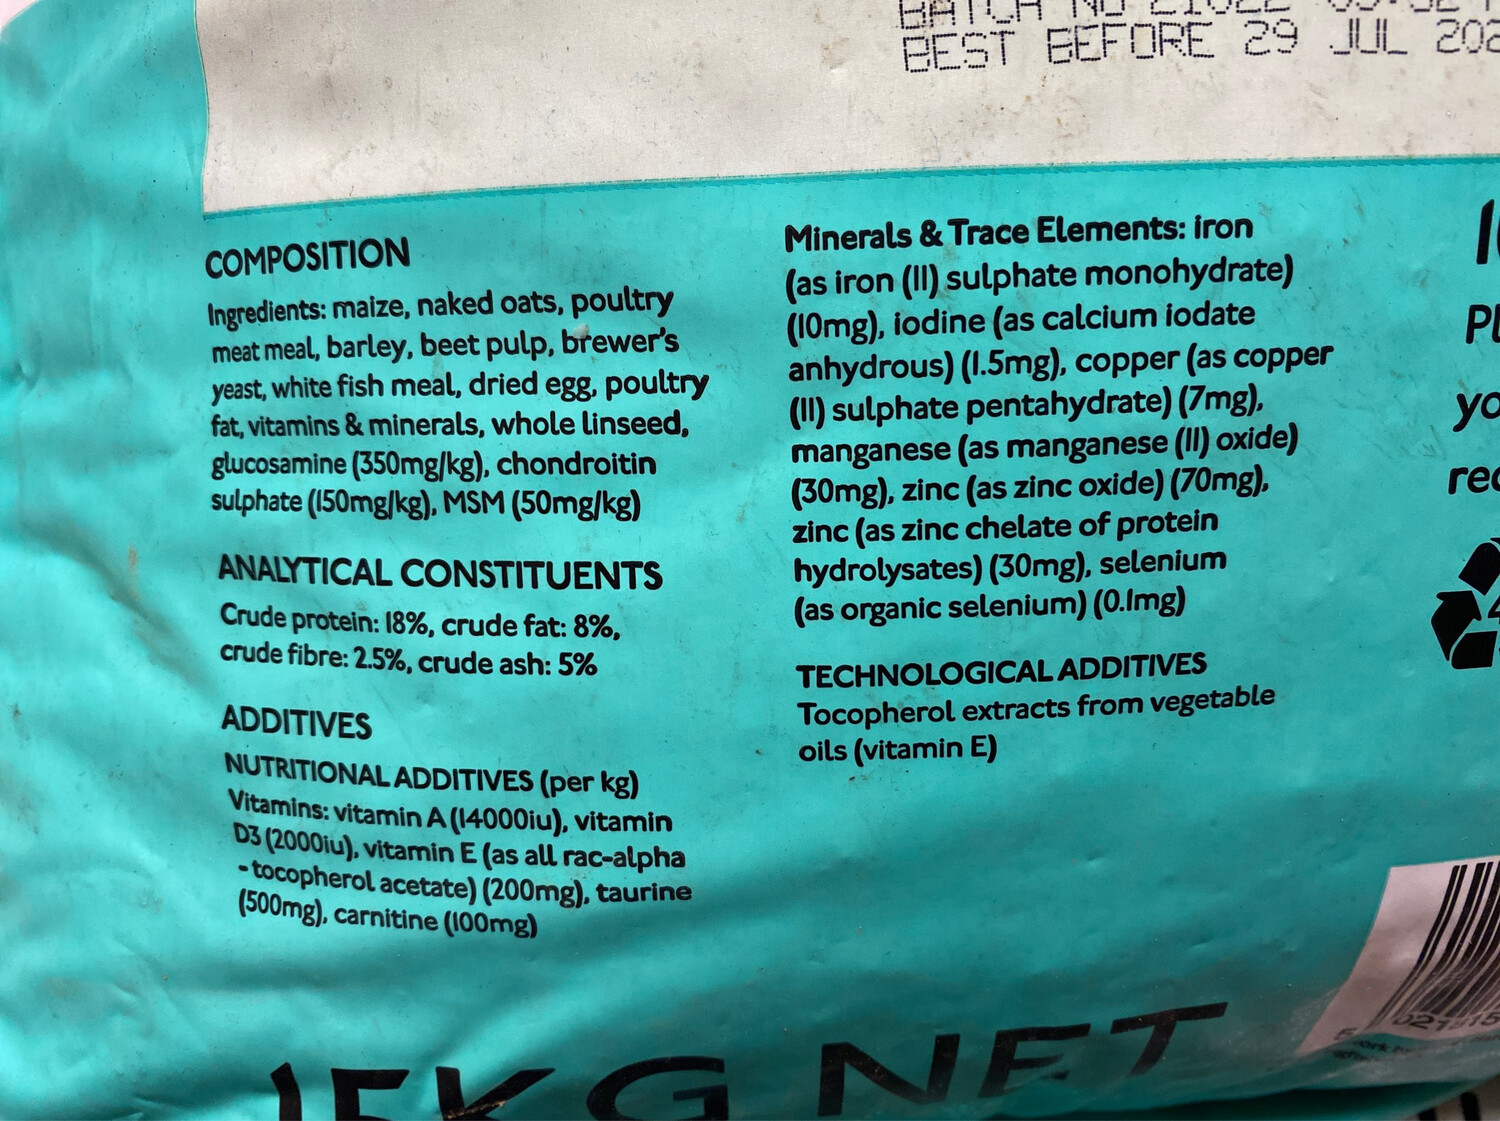 BATCH NO 21022
BEST BEFORE 29 JUL
COMPOSITION
Ingredients: maize, naked oats, poultry
meat meal, barley, beet pulp, brewer's
yeast, white fish meal, dried egg, poultry
fat, vitamins & minerals, whole linseed,
glucosamine (350mg/kg), chondroitin
sulphate (150mg/kg), MSM (50mg/kg)
ANALYTICAL CONSTITUENTS
Crude protein: 18%, crude fat: 8%,
crude fibre: 2.5%, crude ash: 5%
ADDITIVES
NUTRITIONAL ADDITIVES (per kg)
Vitamins: vitamin A (14000iu), vitamin
D3 (2000iu), vitamin E (as all rac-alpha
-tocopherol acetate) (200mg), taurine
(500mg), carnitine (100mg)
Minerals & Trace Elements: iron
(as iron (II) sulphate monohydrate)
(10mg), iodine (as calcium iodate
anhydrous) (1.5mg), copper (as copper
(II) sulphate pentahydrate) (7mg),
manganese (as manganese (II) oxide)
(30mg), zinc (as zinc oxide) (70mg),
zinc (as zinc chelate of protein
hydrolysates) (30mg), selenium
(as organic selenium) (0.1mg)
TECHNOLOGICAL ADDITIVES
Tocopherol extracts from vegetable
oils (vitamin E)
15KG NET